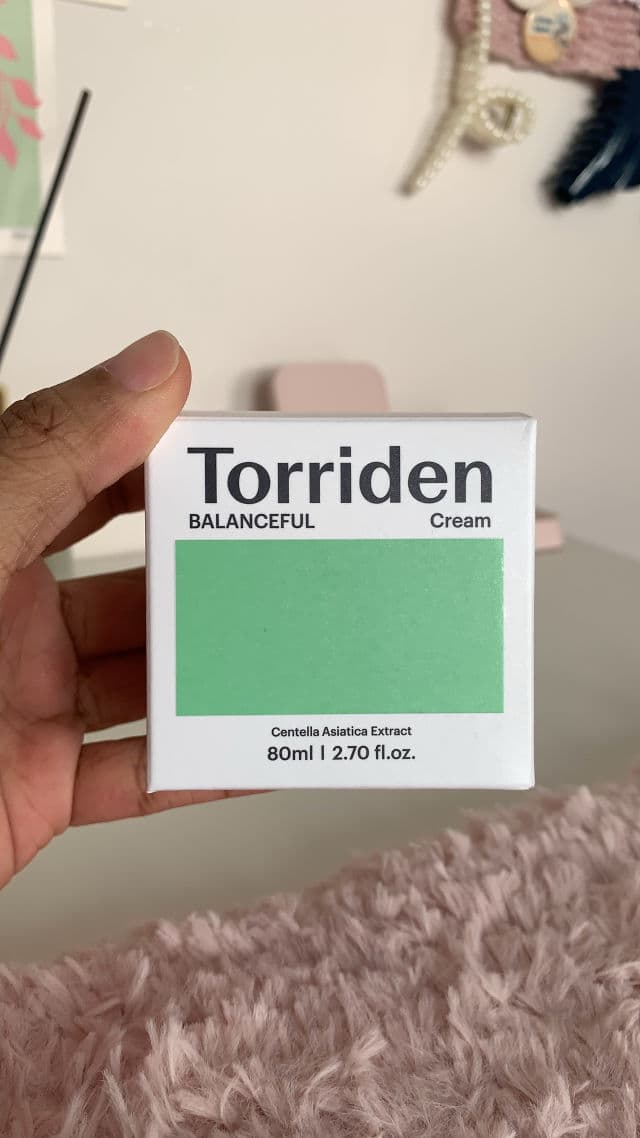 Torriden
BALANCEFUL Cream
Centella Asiatica Extract
80ml | 2.70 fl.oz.